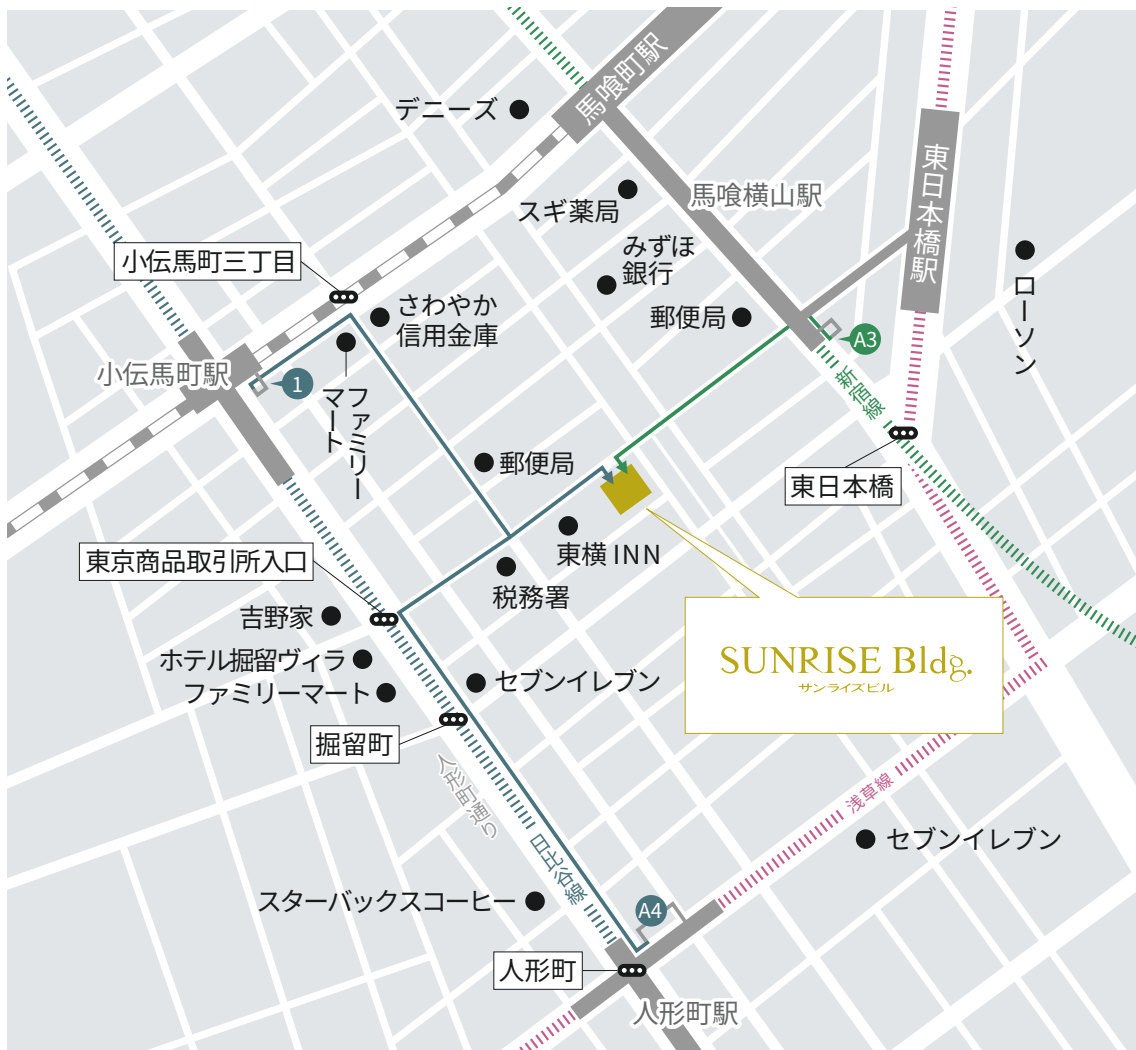 馬喰町駅
デニーズ
東日本橋駅
スギ薬局
馬喰横山駅
みずほ
銀行
小伝馬町三丁目
さわやか
信用金庫
郵便局
ローソン
A3
小伝馬町駅
1
ファミリー
マート
新宿線
郵便局
東日本橋
東横INN
東京商品取引所入口
税務署
吉野家
ホテル掘留ヴィラ
ファミリーマート
セブンイレブン
SUNRISE Bldg.
サンライズビル
掘留町
人形町通り
浅草線
日比谷線
セブンイレブン
スターバックスコーヒー
A4
人形町
人形町駅